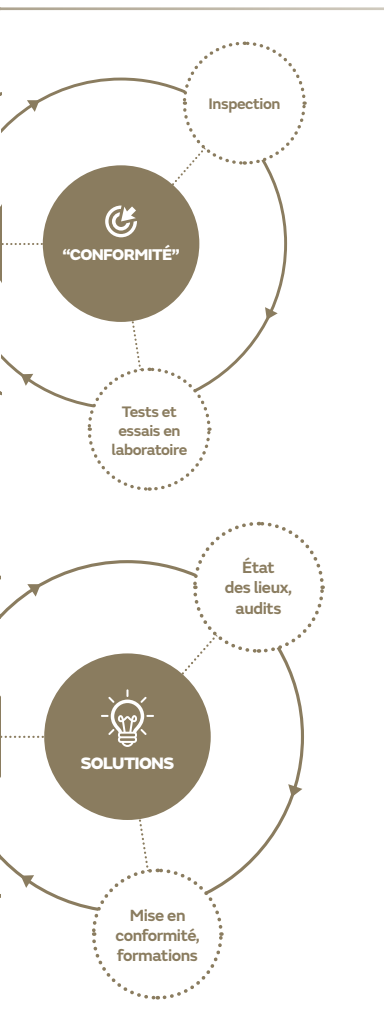 Inspection
“CONFORMITÉ”
Tests et
essais en
laboratoire
État
des lieux,
audits
SOLUTIONS
Mise en
conformité,
formations